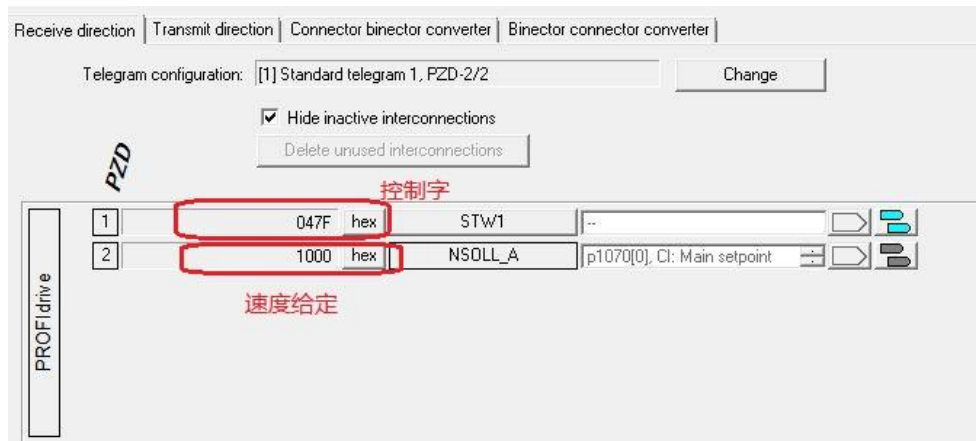 Receive direction Transmit direction Connector binector converter Binector connector converter
Telegram configuration: [1] Standard telegram 1, PZD-2/2 Change
Hide inactive interconnections
Delete unused interconnections
PZD
控制字
1 047F hex STW1 --
2 1000 hex NSOLL_A p1070[0], CI: Main setpoint
速度给定
PROFIdrive